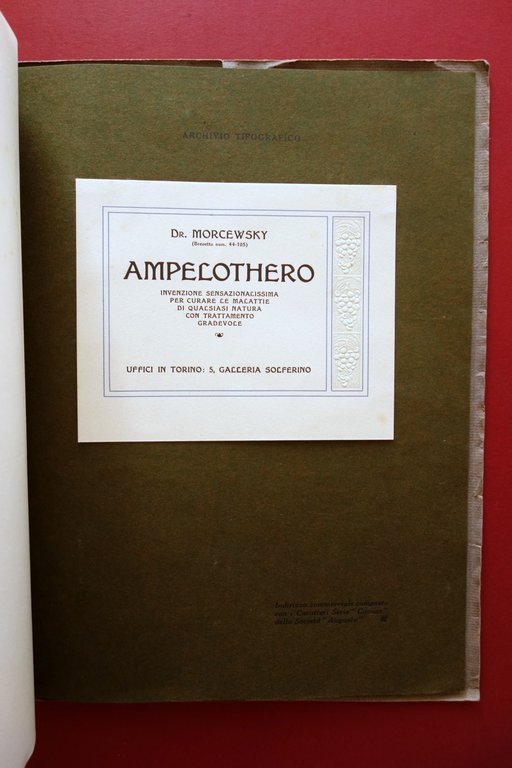 ARCHIVIO TIPOGRAFICO
DR. MORCEWSKY
(Brevetto num. 44-105)
AMPELOTHERO
INVENZIONE SENSAZIONALISSIMA
PER CURARE LE MALATTIE
DI QUALSIASI NATURA
CON TRATTAMENTO
GRADEVOLE
UFFICI IN TORINO: 5, GALLERIA SOLFERINO
Indirizzo commerciale composto
con i Caratteri Serie "
della Società "Augusta"